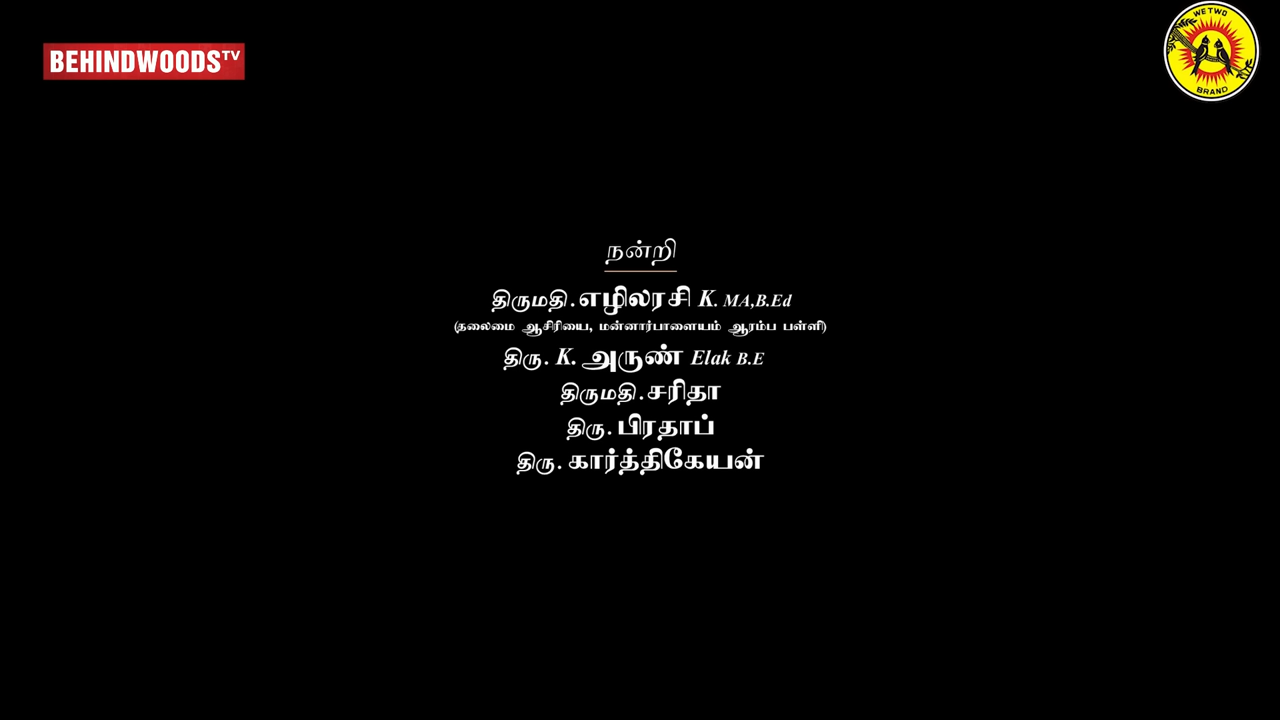 BEHINDWOODS TV
WE TWO
BRAND
நன்றி
திருமதி.எழிலரசி K. MA,B.Ed
(தலைமை ஆசிரியை, மன்னார்பாளையம் ஆரம்ப பள்ளி)
திரு. K. அருண் Elak B.E
திருமதி.சரிதா
திரு. பிரதாப்
திரு. கார்த்திகேயன்